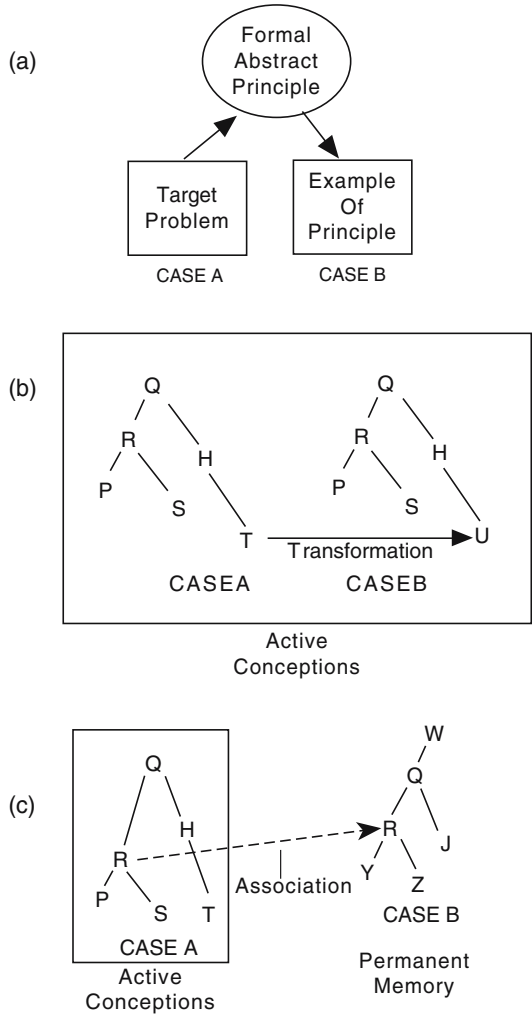 (a)
Formal
Abstract
Principle
Target
Problem
Example
Of
Principle
CASE A
CASE B
(b)
Q
Q
R
R
H
H
P
P
S
S
T
U
Transformation
CASEA
CASEB
Active
Conceptions
(c)
W
Q
Q
H
R
R
J
P
Y
S
T
Association
Z
CASE A
CASE B
Active
Conceptions
Permanent
Memory